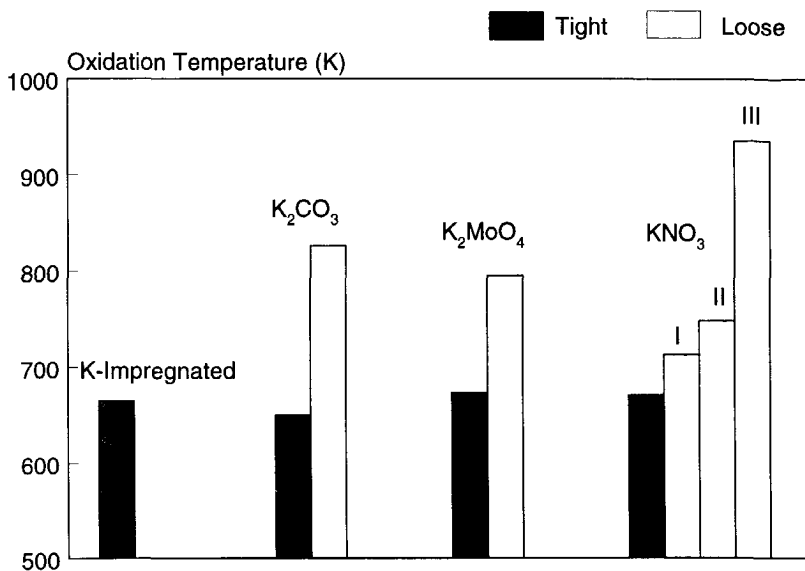 Tight Loose
Oxidation Temperature (K)
1000
900
800
700
600
500
K-Impregnated
K₂CO₃
K₂MoO₄
KNO₃
I
II
III